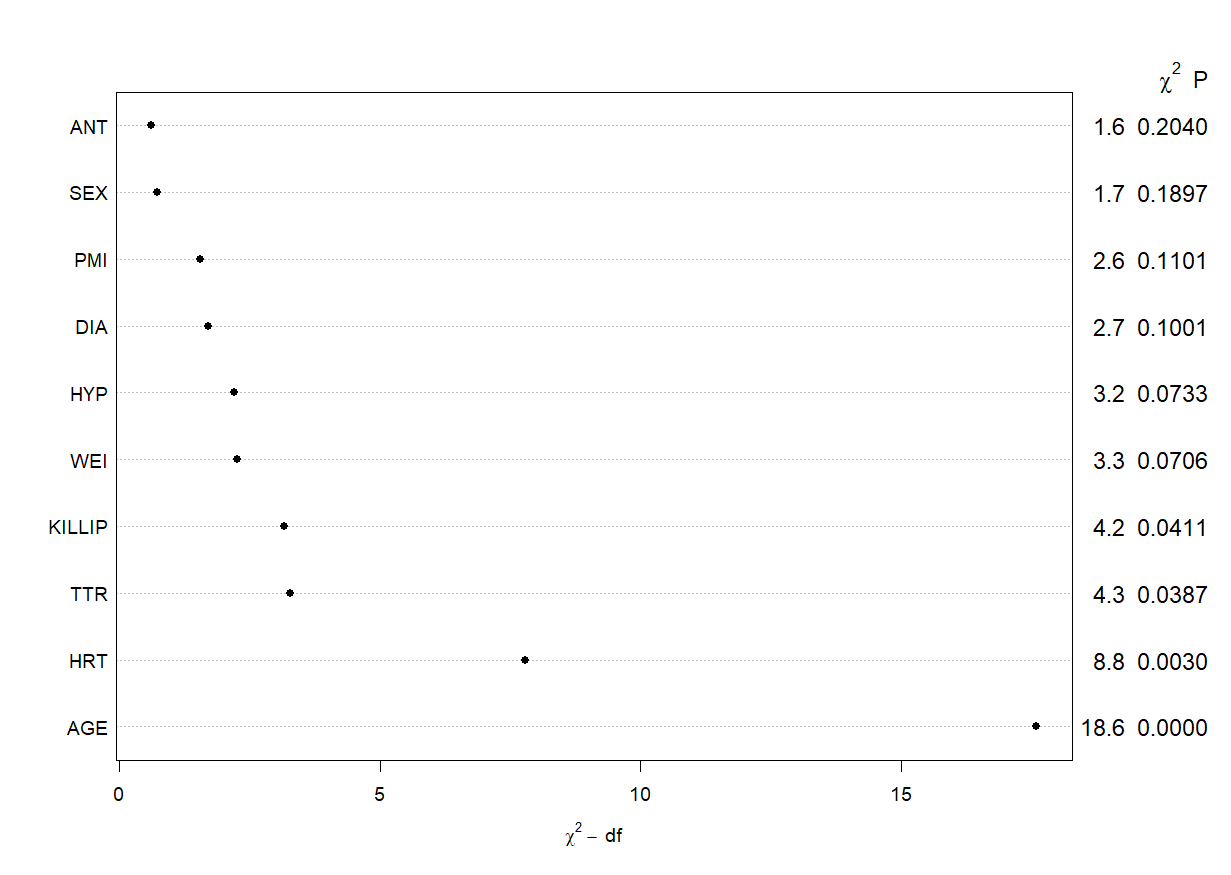 χ² P
ANT 1.6 0.2040
SEX 1.7 0.1897
PMI 2.6 0.1101
DIA 2.7 0.1001
HYP 3.2 0.0733
WEI 3.3 0.0706
KILLIP 4.2 0.0411
TTR 4.3 0.0387
HRT 8.8 0.0030
AGE 18.6 0.0000
0 5 10 15
χ² − df